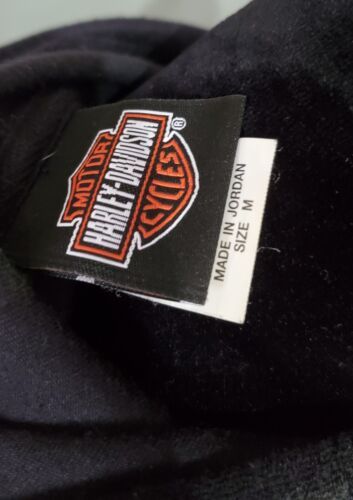 MOTOR
HARLEY-DAVIDSON
CYCLES
®
MADE IN JORDAN
SIZE M